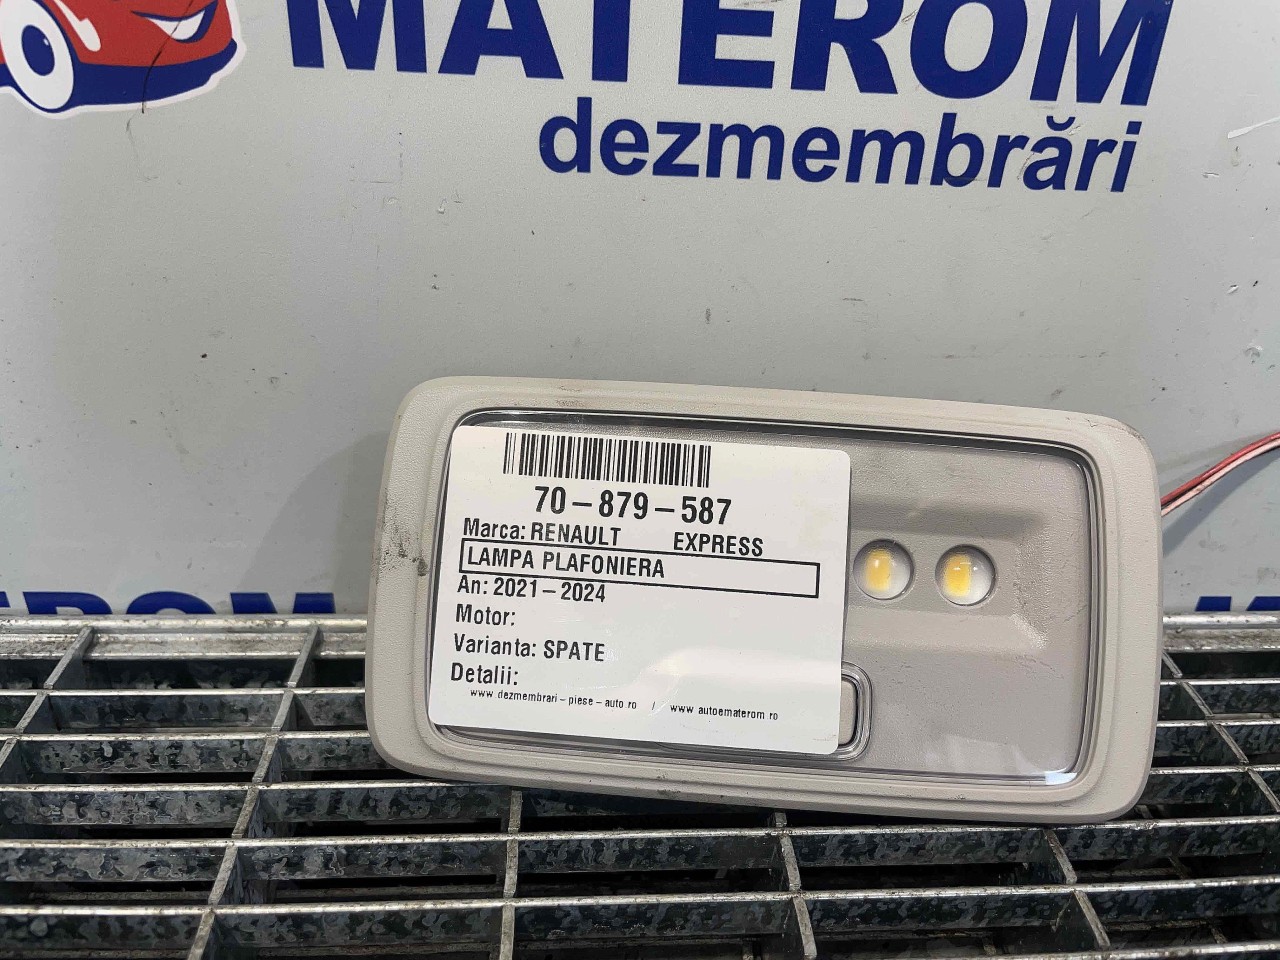 MATEROM
dezmembrări
70-879-587
Marca: RENAULT EXPRESS
LAMPA PLAFONIERA
An: 2021-2024
Motor:
Varianta: SPATE
Detalii:
www dezmembrari - piese - auto ro / www autoematerom ro
MATEROM